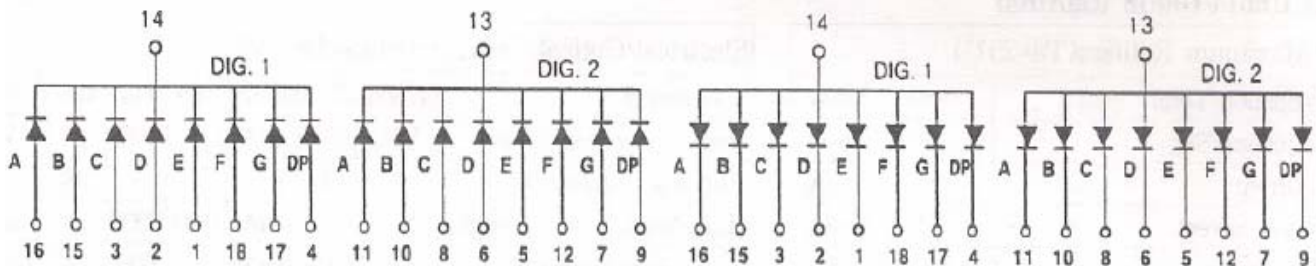 14 13 14 13
DIG. 1 DIG. 2 DIG. 1 DIG. 2
A B C D E F G DP A B C D E F G DP A B C D E F G DP A B C D E F G DP
16 15 3 2 1 18 17 4 11 10 8 6 5 12 7 9 16 15 3 2 1 18 17 4 11 10 8 6 5 12 7 9